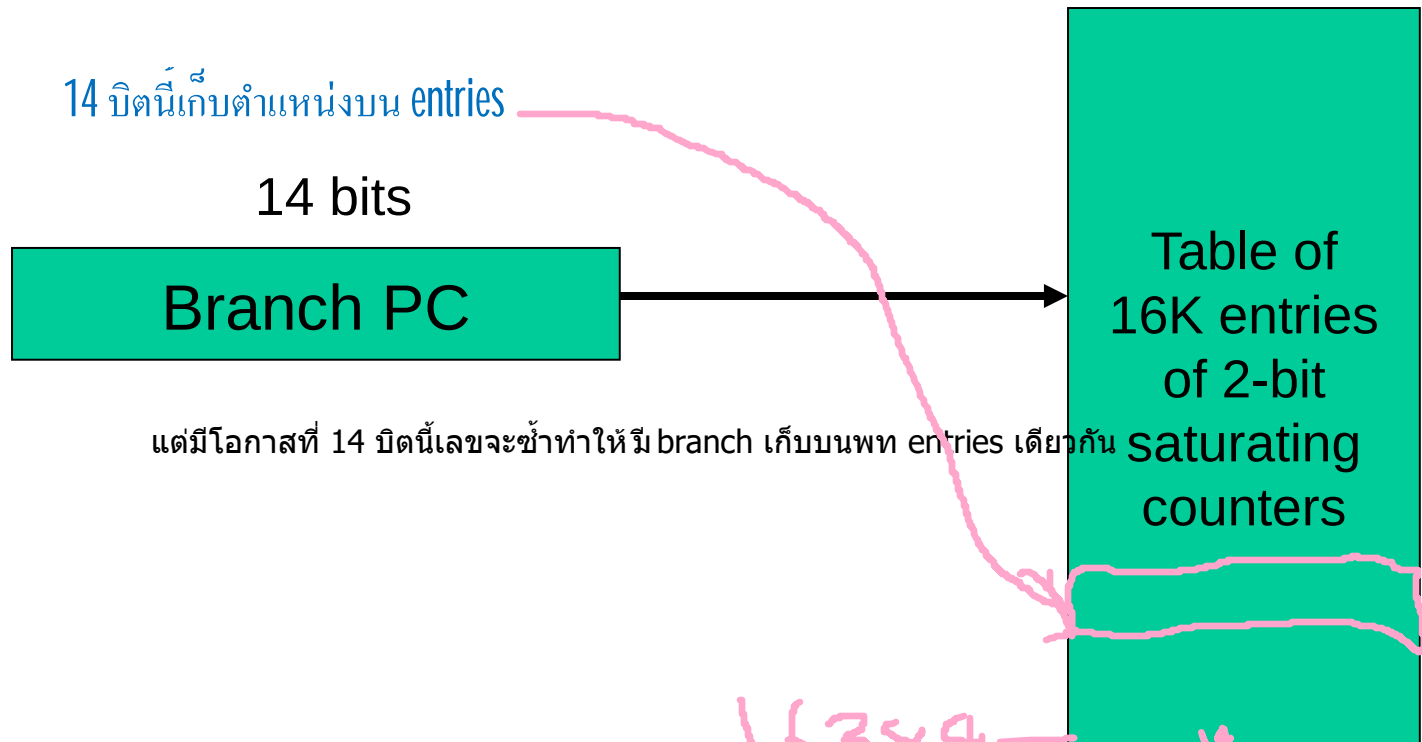 14 บิตนี้เก็บตำแหน่งบน entries
14 bits
Branch PC
Table of
16K entries
of 2-bit
saturating
counters
แต่มีโอกาสที่ 14 บิตนี้เลขจะซ้ำทำให้มี branch เก็บบนพท entries เดียวกัน